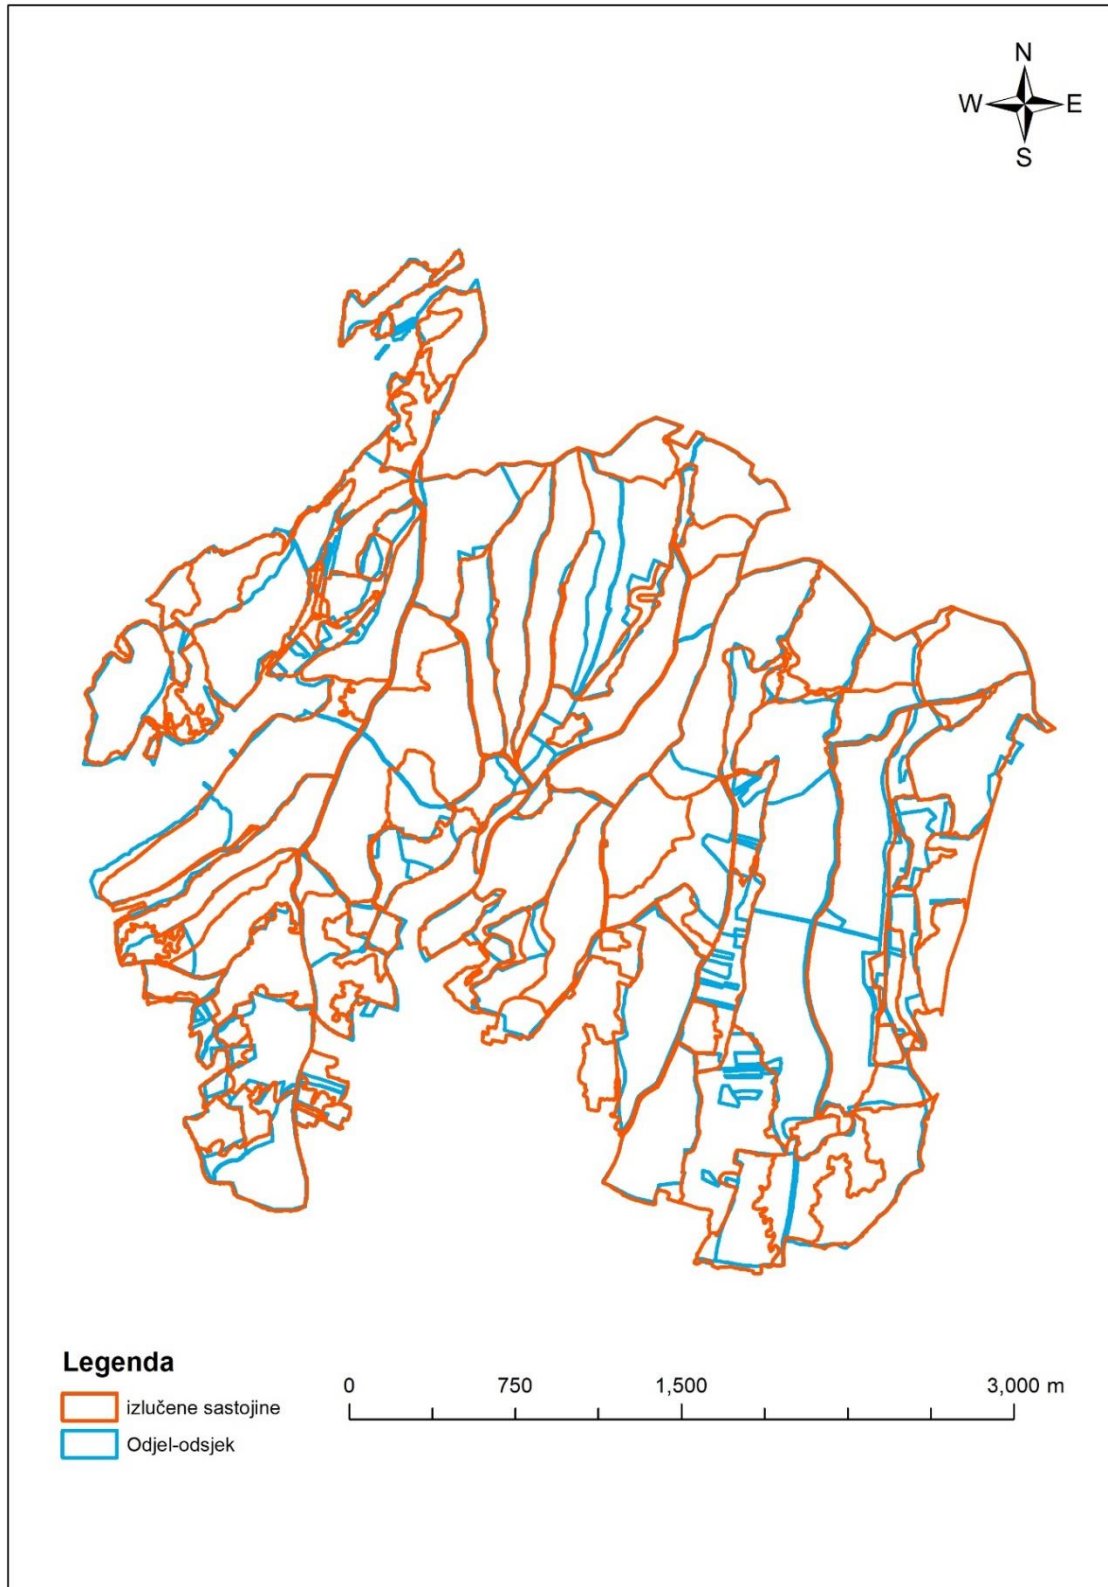 N
W E
S
Legenda
izlučene sastojine
Odjel-odsjek
0 750 1,500 3,000 m